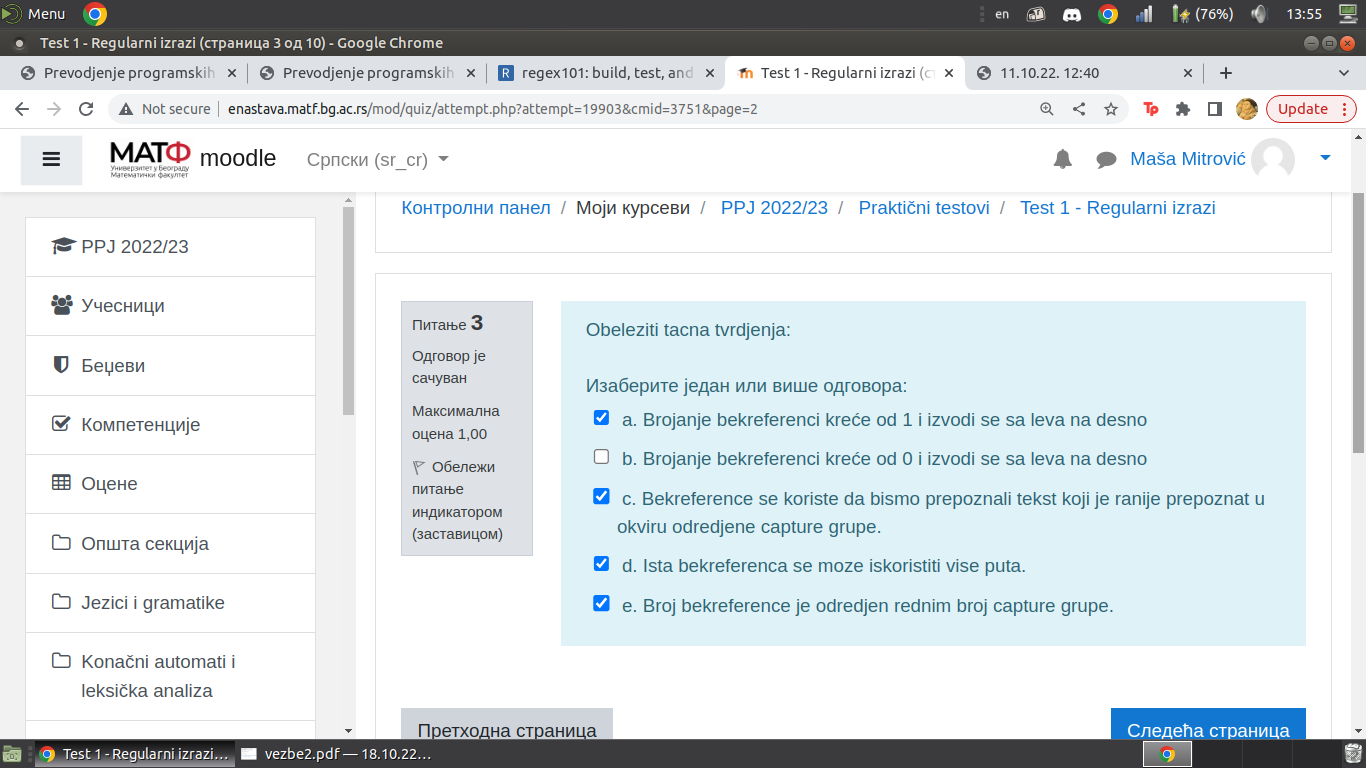 Menu
en
(76%)
13:55
Test 1 - Regularni izrazi (страница 3 од 10) - Google Chrome
Prevodjenje programskih
Prevodjenje programskih
regex101: build, test, and
Test 1 - Regularni izrazi (с
11.10.22. 12:40
Not secure
enastava.matf.bg.ac.rs/mod/quiz/attempt.php?attempt=19903&cmid=3751&page=2
Update
МАТФ
Универзитет у Београду
Математички факултет
moodle
Српски (sr_cr)
Maša Mitrović
Контролни панел / Моји курсеви / PPJ 2022/23 / Praktični testovi / Test 1 - Regularni izrazi
PPJ 2022/23
Учесници
Беџеви
Компетенције
Оцене
Општа секција
Jezici i gramatike
Konačni automati i
leksička analiza
Питање 3
Одговор је
сачуван
Максимална
оцена 1,00
Обележи
питање
индикатором
(заставицом)
Obeleziti tacna tvrdjenja:
Изаберите један или више одговора:
a. Brojanje bekreferenci kreće od 1 i izvodi se sa leva na desno
b. Brojanje bekreferenci kreće od 0 i izvodi se sa leva na desno
c. Bekreference se koriste da bismo prepoznali tekst koji je ranije prepoznat u
okviru odredjene capture grupe.
d. Ista bekreferenca se moze iskoristiti vise puta.
e. Broj bekreference je odredjen rednim broj capture grupe.
Претходна страница
Следећа страница
Test 1 - Regularni izrazi...
vezbe2.pdf — 18.10.22...